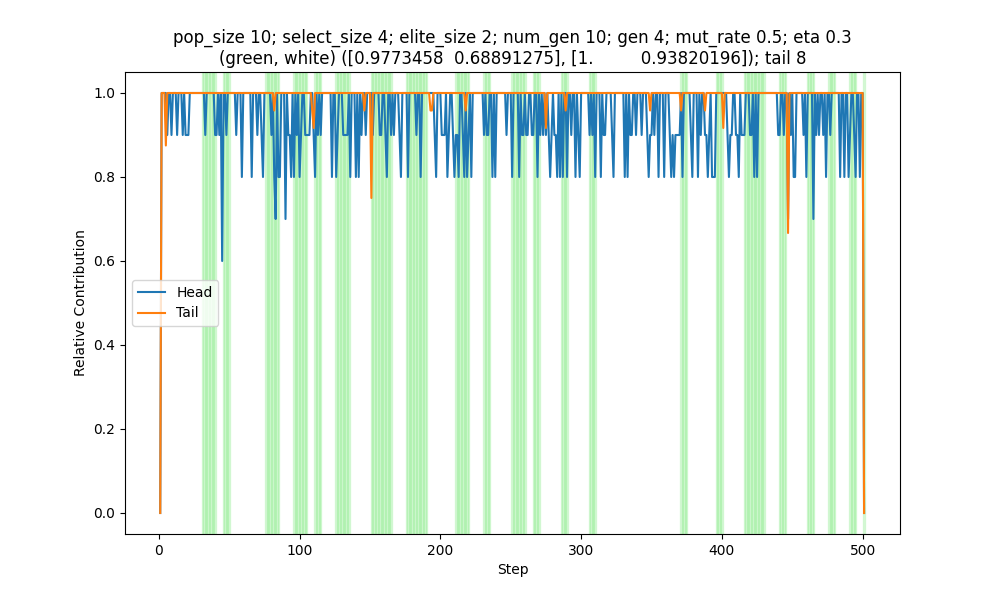 pop_size 10; select_size 4; elite_size 2; num_gen 10; gen 4; mut_rate 0.5; eta 0.3
(green, white) ([0.9773458  0.68891275], [1.         0.93820196]); tail 8
1.0
0.8
0.6
0.4
0.2
0.0
Relative Contribution
Head
Tail
0
100
200
300
400
500
Step